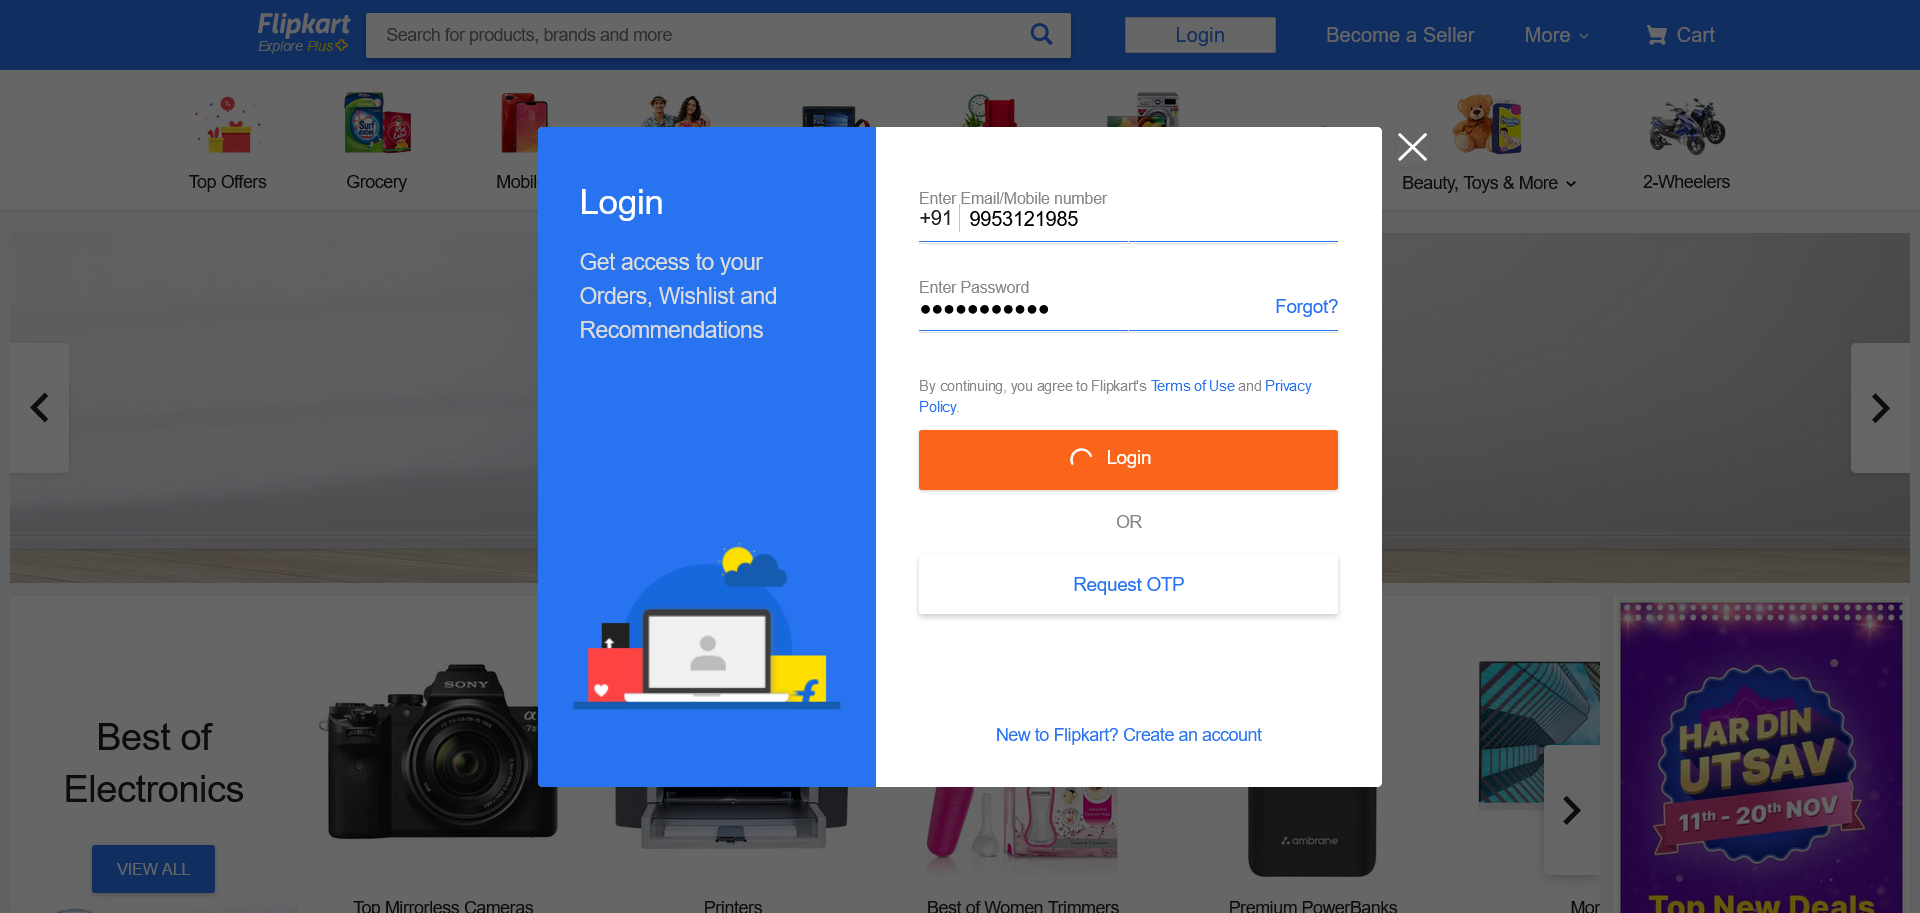 Flipkart
Explore Plus
Search for products, brands and more
Login
Become a Seller
More
Cart
Top Offers
Grocery
Mobil
Beauty, Toys & More
2-Wheelers
Login
Get access to your
Orders, Wishlist and
Recommendations
Enter Email/Mobile number
+91 9953121985
Enter Password
Forgot?
By continuing, you agree to Flipkart's Terms of Use and Privacy
Policy.
Login
OR
Request OTP
New to Flipkart? Create an account
Best of
Electronics
VIEW ALL
SONY
Top Mirrorless Cameras
Printers
Best of Women Trimmers
ambrane
Premium PowerBanks
Mor
HAR DIN
UTSAV
11th - 20th NOV
Top New Deals